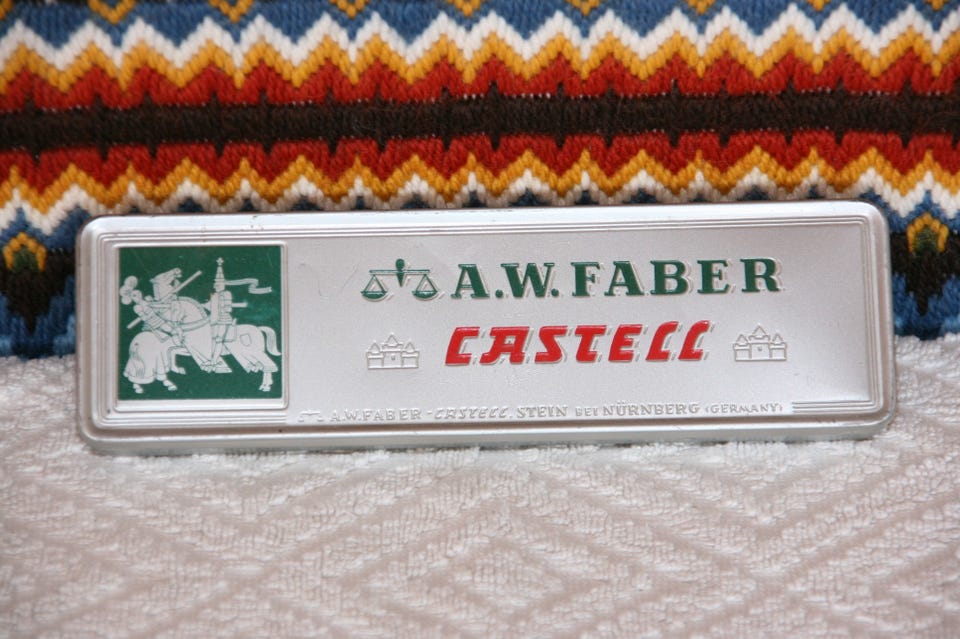 A.W. FABER
CASTELL
A.W. FABER-CASTELL. STEIN BEI NÜRNBERG (GERMANY)